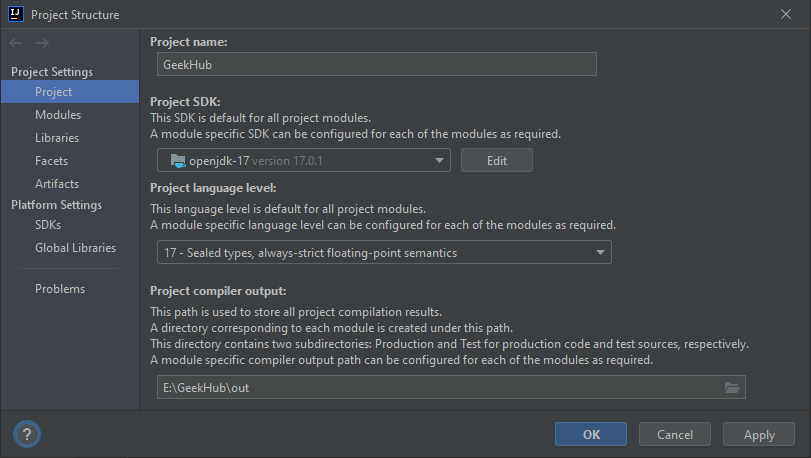 IJ
Project Structure
Project Settings
Project
Modules
Libraries
Facets
Artifacts
Platform Settings
SDKs
Global Libraries
Problems
Project name:
GeekHub
Project SDK:
This SDK is default for all project modules.
A module specific SDK can be configured for each of the modules as required.
openjdk-17 version 17.0.1
Edit
Project language level:
This language level is default for all project modules.
A module specific language level can be configured for each of the modules as required.
17 - Sealed types, always-strict floating-point semantics
Project compiler output:
This path is used to store all project compilation results.
A directory corresponding to each module is created under this path.
This directory contains two subdirectories: Production and Test for production code and test sources, respectively.
A module specific compiler output path can be configured for each of the modules as required.
E:\GeekHub\out
?
OK
Cancel
Apply